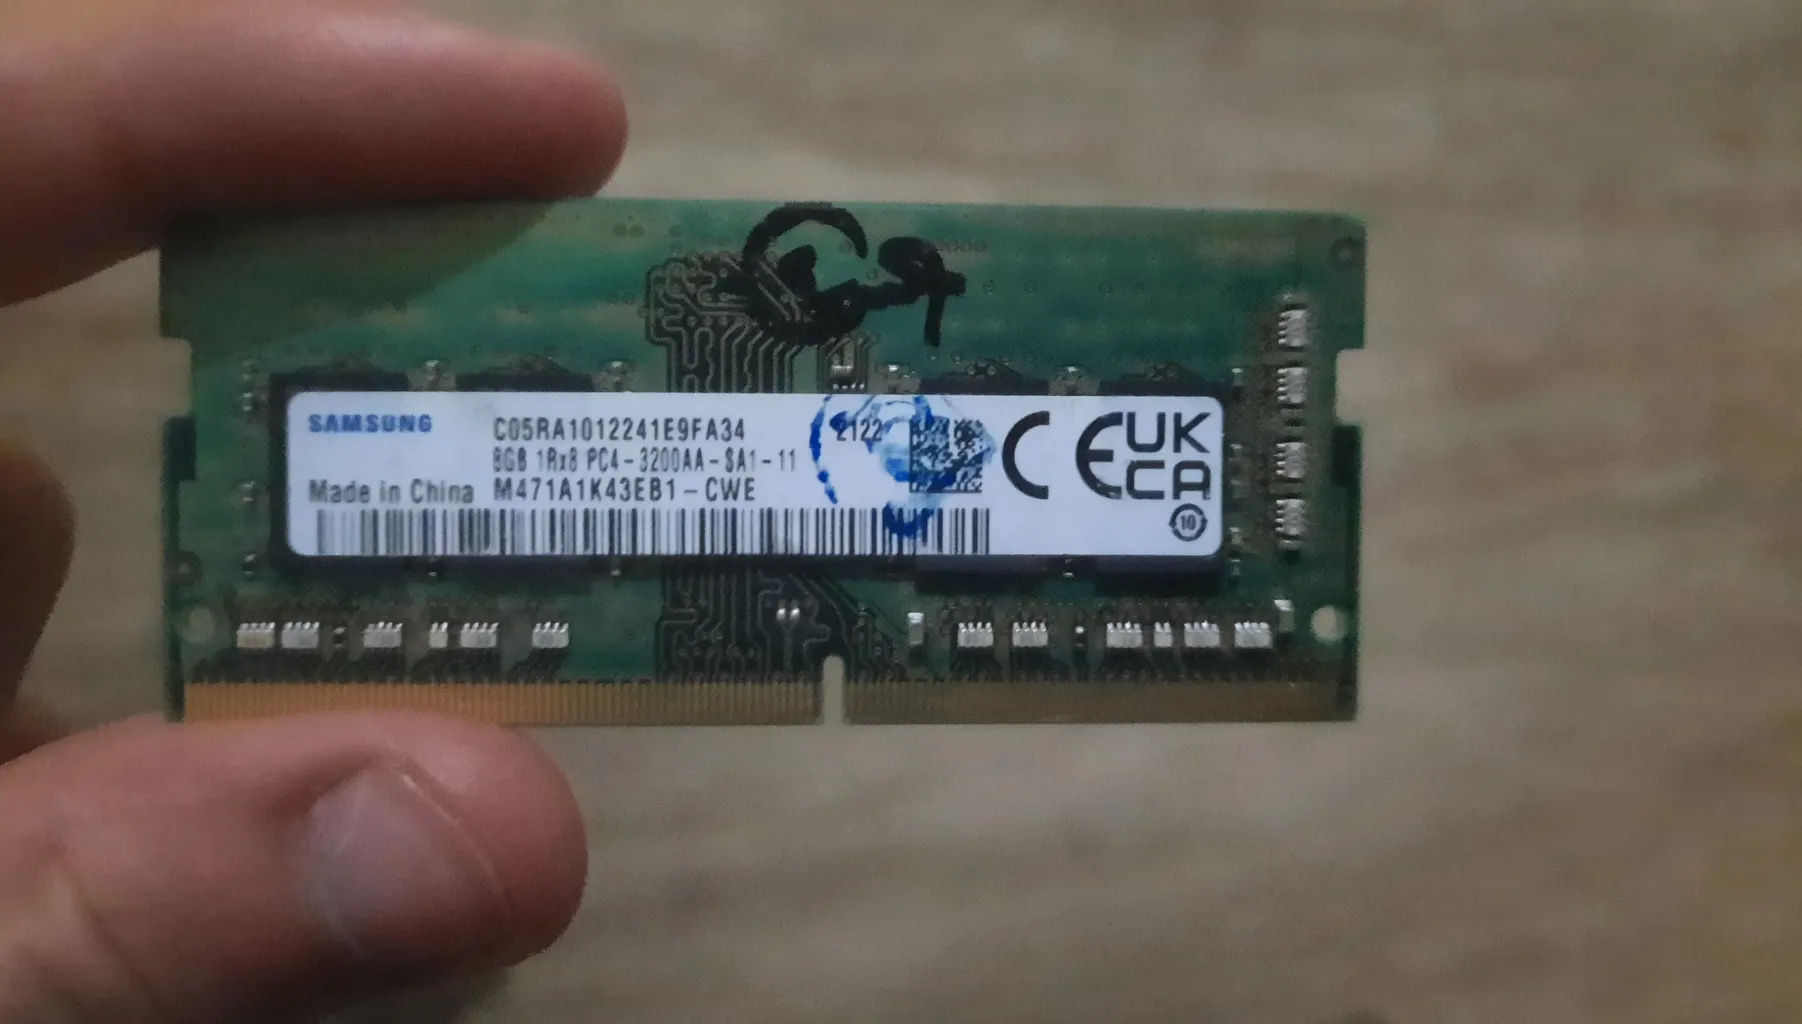 SAMSUNG C05RA1012241E9FA34 2122
8GB 1Rx8 PC4-3200AA-SA1-11
Made in China M471A1K43EB1-CWE
CE
UK
CA
10